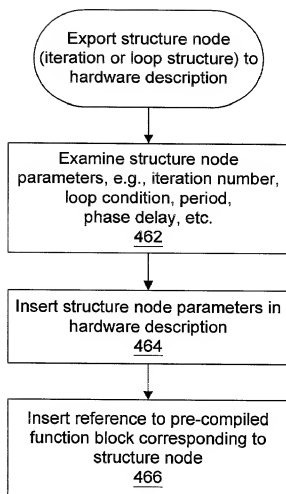 Export structure node
(iteration or loop structure) to
hardware description
Examine structure node
parameters, e.g., iteration number,
loop condition, period,
phase delay, etc.
462
Insert structure node parameters in
hardware description
464
Insert reference to pre-compiled
function block corresponding to
structure node
466